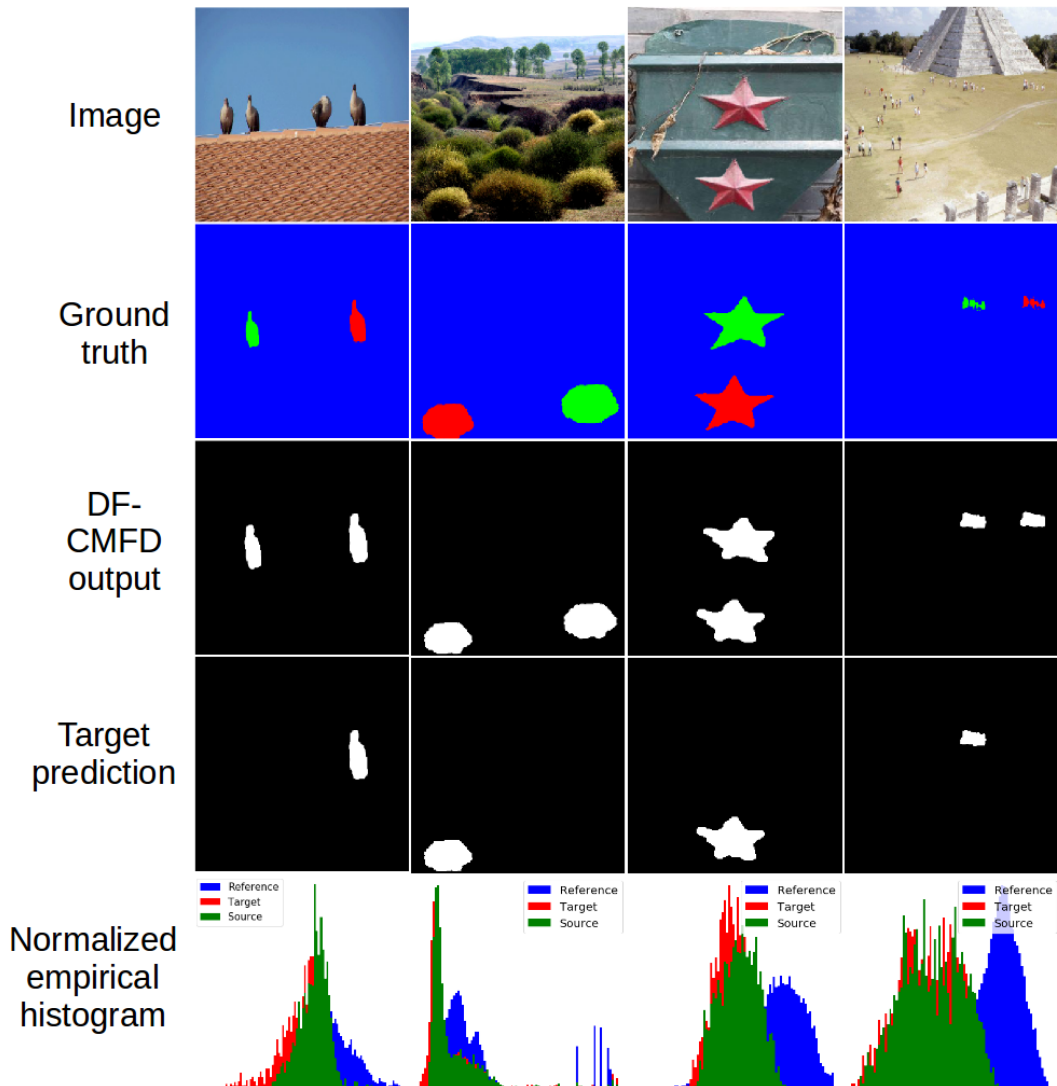 Image
Ground
truth
DF-
CMFD
output
Target
prediction
Normalized
empirical
histogram
Reference
Target
Source
Reference
Target
Source
Reference
Target
Source
Reference
Target
Source